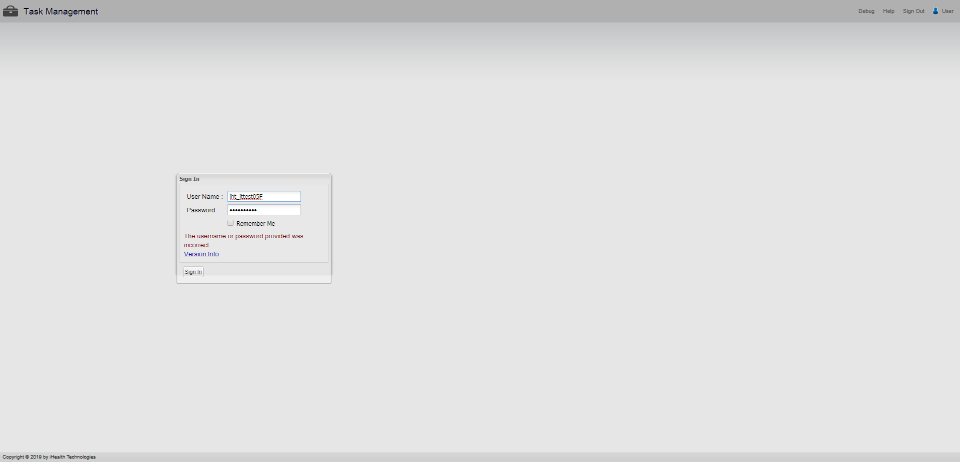 Task Management
Debug Help Sign Out User
Sign In
User Name :
Password
Remember Me
The username or password provided was
incorrect
Version Info
Sign In
Copyright © 2019 by iHealth Technologies